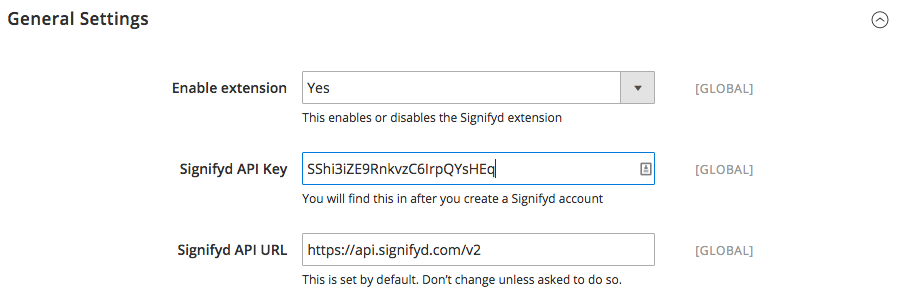 General Settings
Enable extension Yes [GLOBAL]
This enables or disables the Signifyd extension
Signifyd API Key SShi3iZE9RnkvzC6IrpQYsHEq [GLOBAL]
You will find this in after you create a Signifyd account
Signifyd API URL https://api.signifyd.com/v2 [GLOBAL]
This is set by default. Don’t change unless asked to do so.